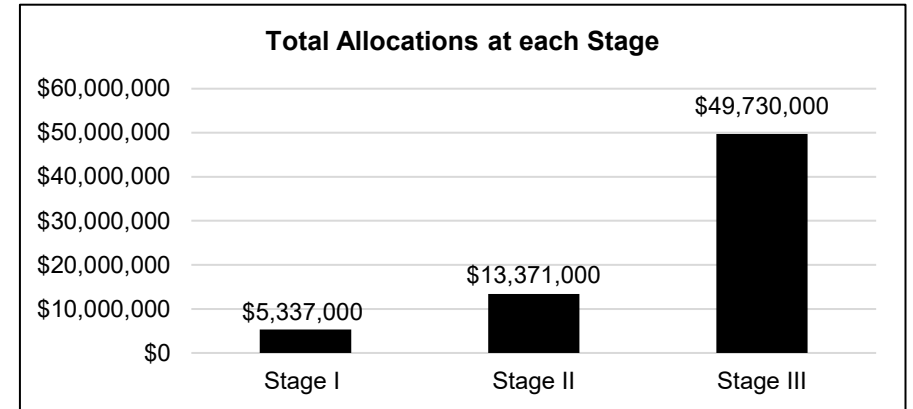 Total Allocations at each Stage
$60,000,000
$50,000,000
$40,000,000
$30,000,000
$20,000,000
$10,000,000
$0
$5,337,000
$13,371,000
$49,730,000
Stage I
Stage II
Stage III